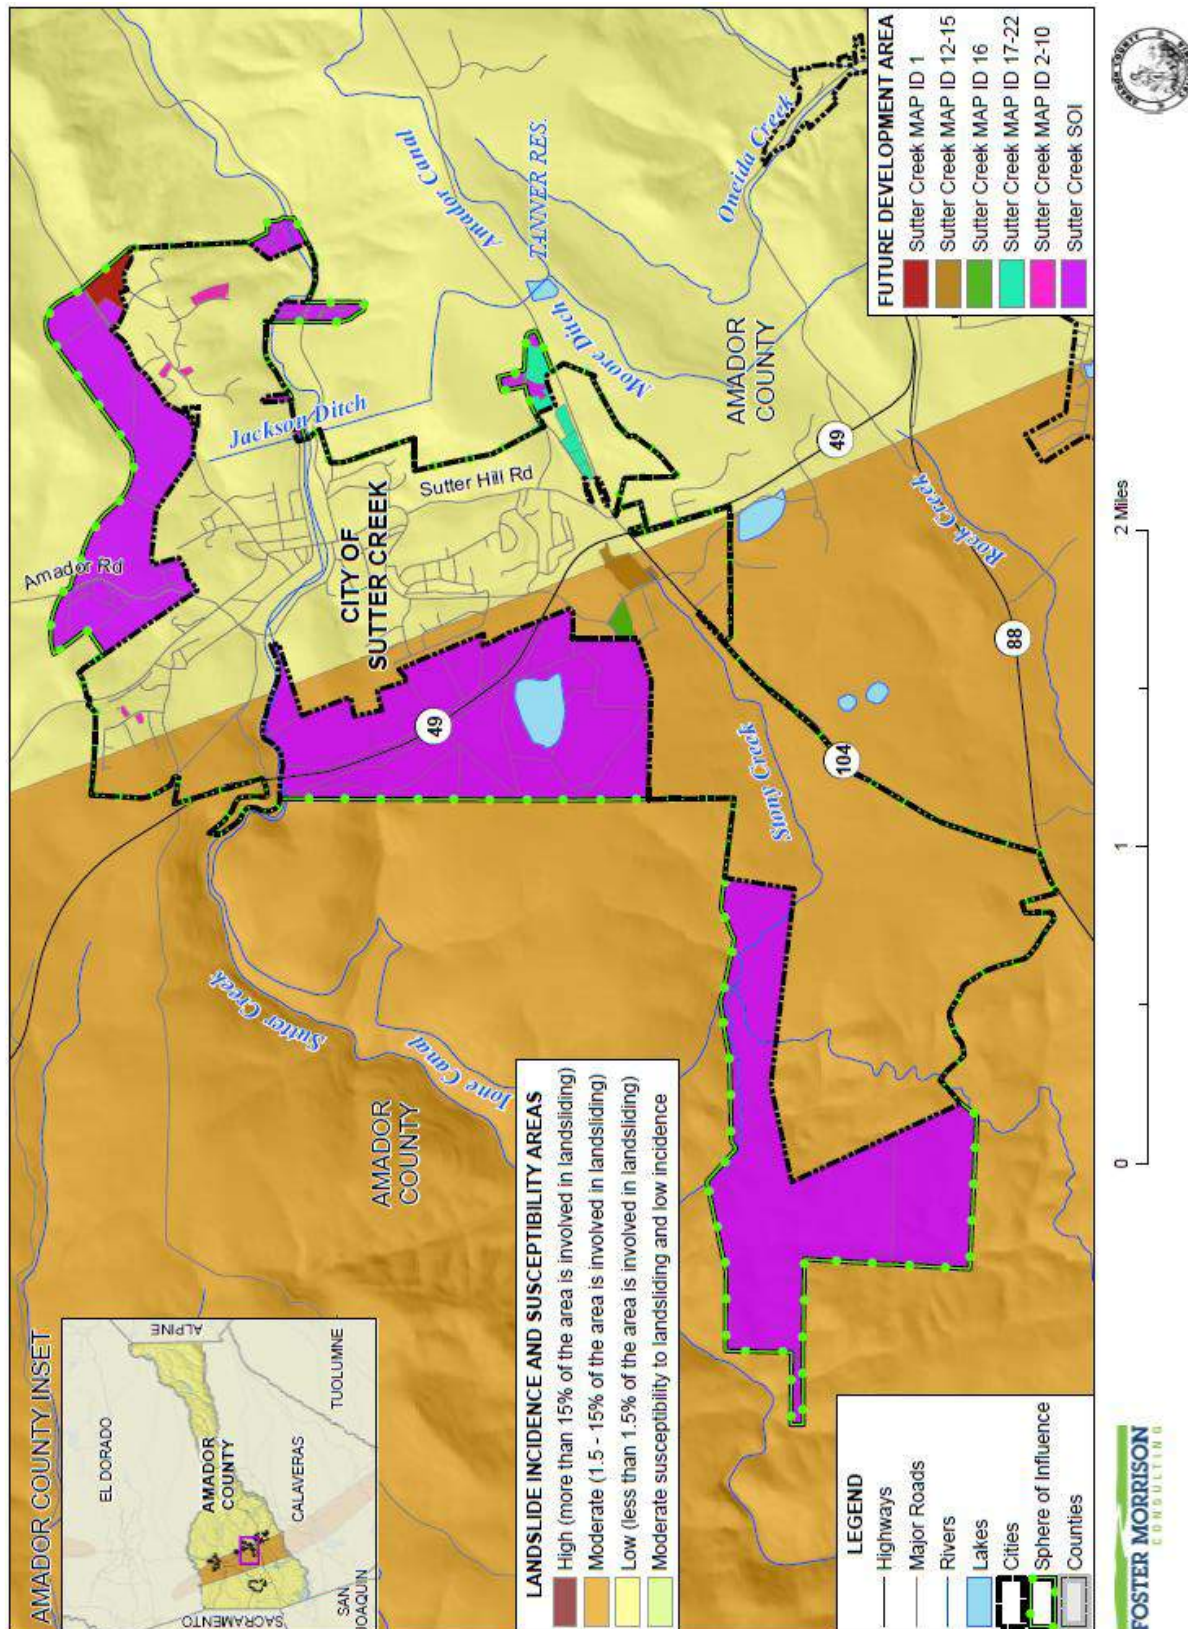 AMADOR COUNTY INSET
EL DORADO
ALPINE
AMADOR
COUNTY
CALAVERAS
TUOLUMNE
SACRAMENTO
SAN
JOAQUIN
LANDSLIDE INCIDENCE AND SUSCEPTIBILITY AREAS
High (more than 15% of the area is involved in landsliding)
Moderate (1.5 - 15% of the area is involved in landsliding)
Low (less than 1.5% of the area is involved in landsliding)
Moderate susceptibility to landsliding and low incidence
LEGEND
Highways
Major Roads
Rivers
Lakes
Cities
Sphere of Influence
Counties
Sutter Creek
Ione Canal
AMADOR
COUNTY
49
Amador Rd
Jackson Ditch
CITY OF
SUTTER CREEK
Sutter Hill Rd
Amador Canal
TANNER RES.
Moore Ditch
Oneida Creek
AMADOR
COUNTY
49
Rock Creek
88
Stony Creek
104
FUTURE DEVELOPMENT AREA
Sutter Creek MAP ID 1
Sutter Creek MAP ID 12-15
Sutter Creek MAP ID 16
Sutter Creek MAP ID 17-22
Sutter Creek MAP ID 2-10
Sutter Creek SOI
0 1 2 Miles
FOSTER MORRISON
CONSULTING
AMADOR COUNTY